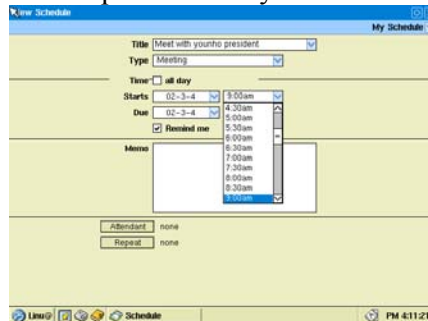 New Schedule
My Schedule
Title Meet with younho president
Type Meeting
Time all day
Starts 02-3-4 9:00am
Due 02-3-4
4:30am
5:00am
Remind me
5:30am
6:00am
6:30am
Memo
7:00am
7:30am
8:00am
8:30am
9:00am
Attendant none
Repeat none
Linu@ Schedule PM 4:11:21